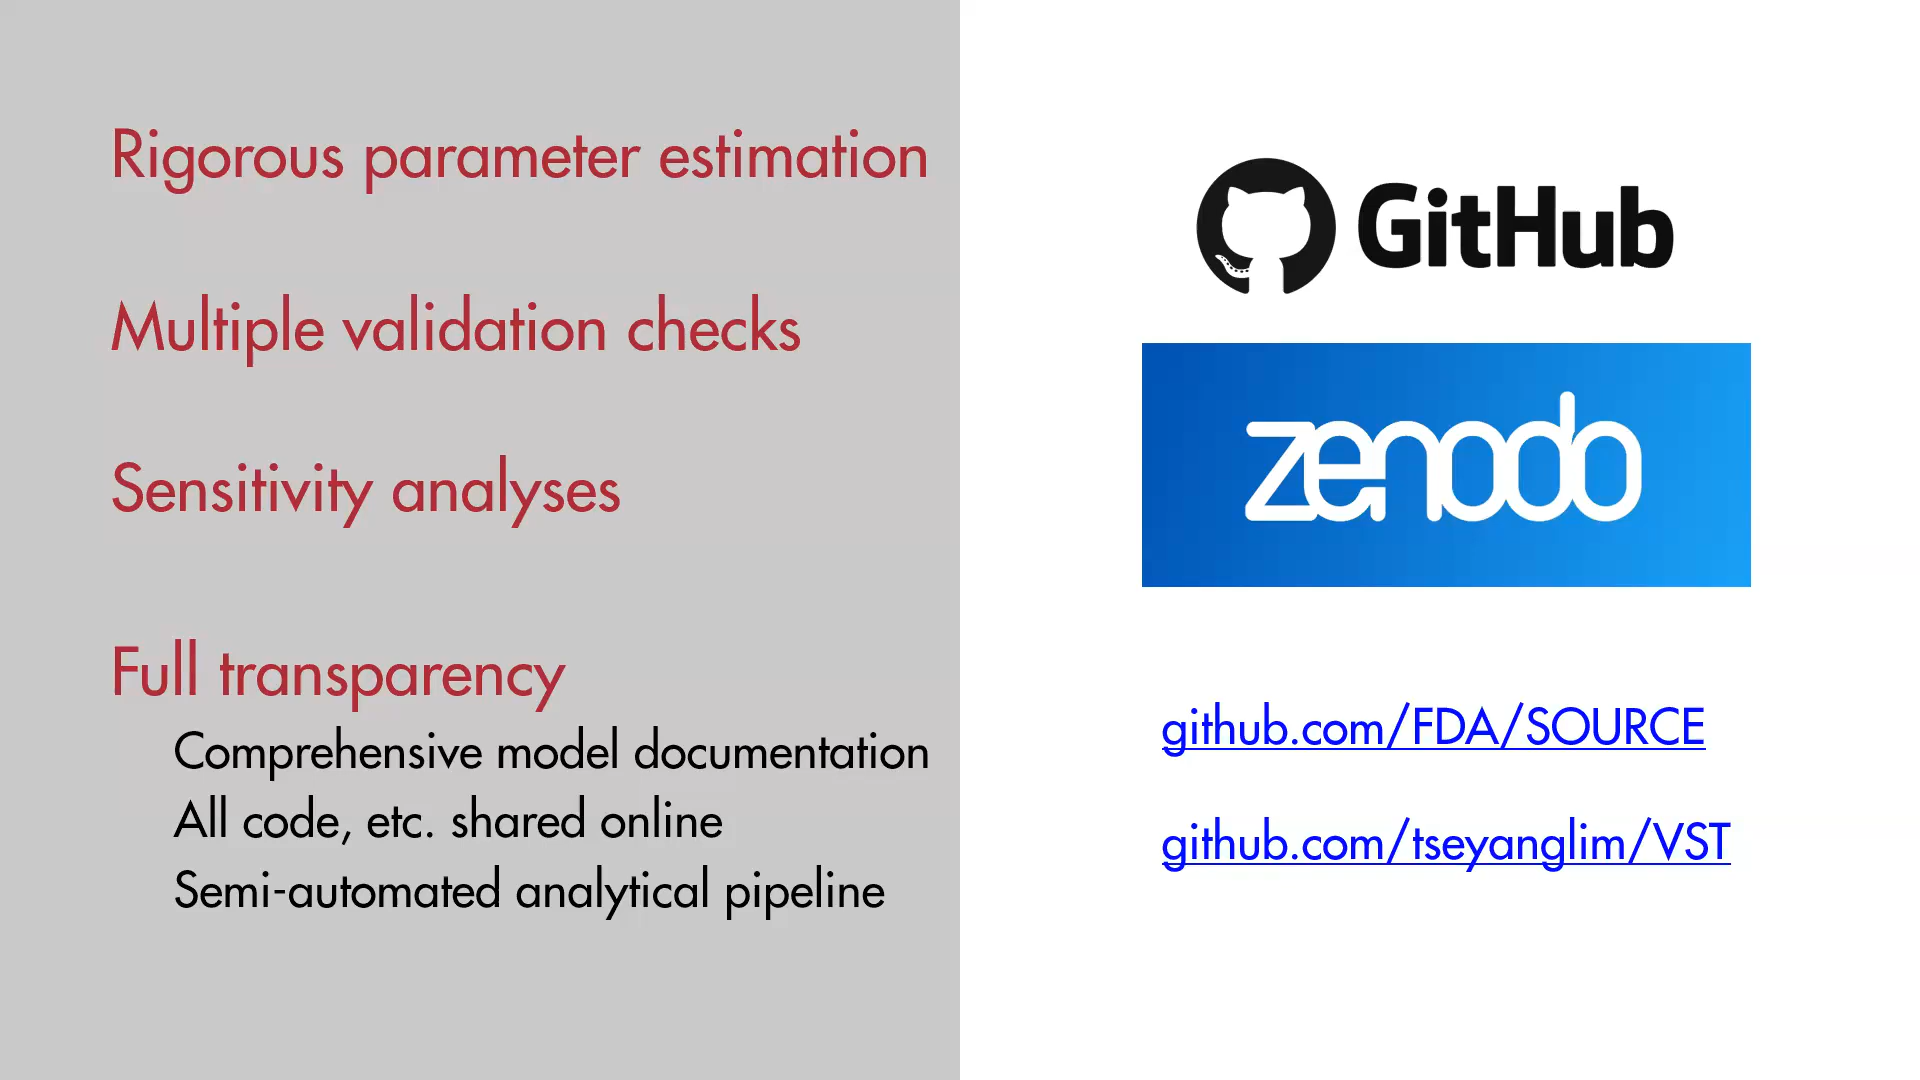 Rigorous parameter estimation
Multiple validation checks
Sensitivity analyses
Full transparency
Comprehensive model documentation
All code, etc. shared online
Semi-automated analytical pipeline
GitHub
zenodo
github.com/FDA/SOURCE
github.com/tseyanglim/VST